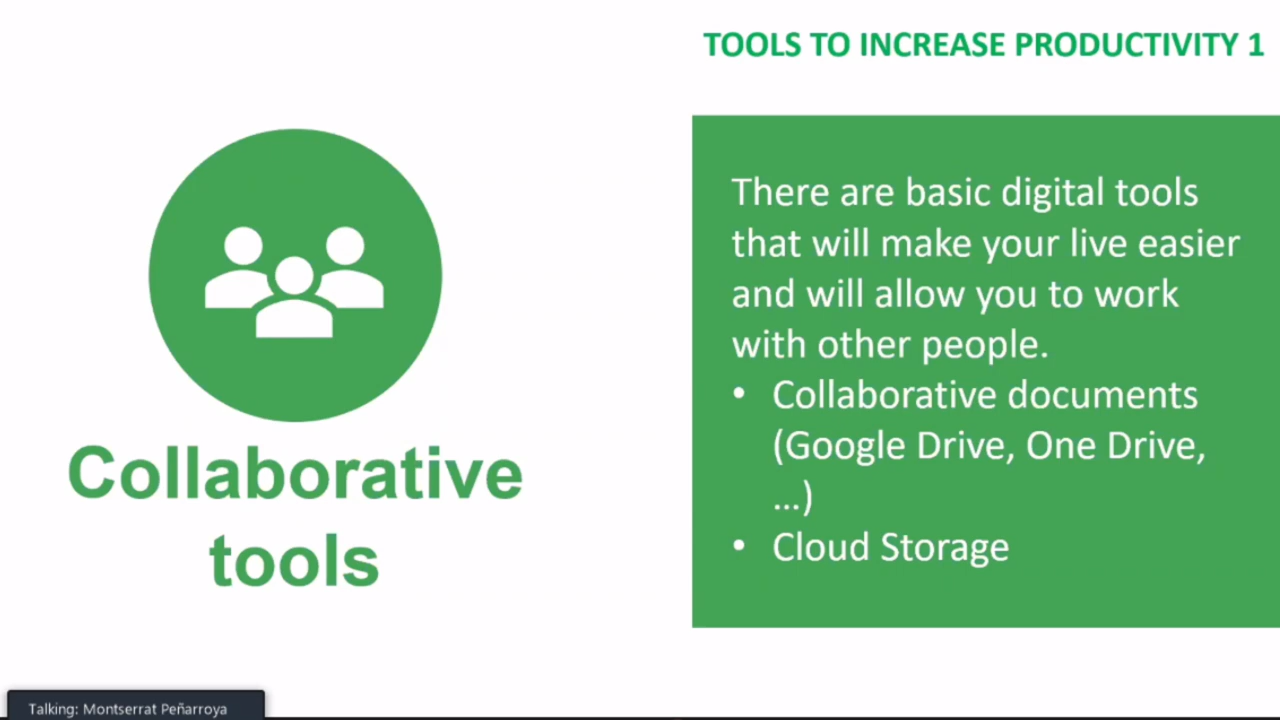 TOOLS TO INCREASE PRODUCTIVITY 1
Collaborative
tools
There are basic digital tools
that will make your live easier
and will allow you to work
with other people.
• Collaborative documents
(Google Drive, One Drive,
...)
• Cloud Storage
Talking: Montserrat Peñarroya